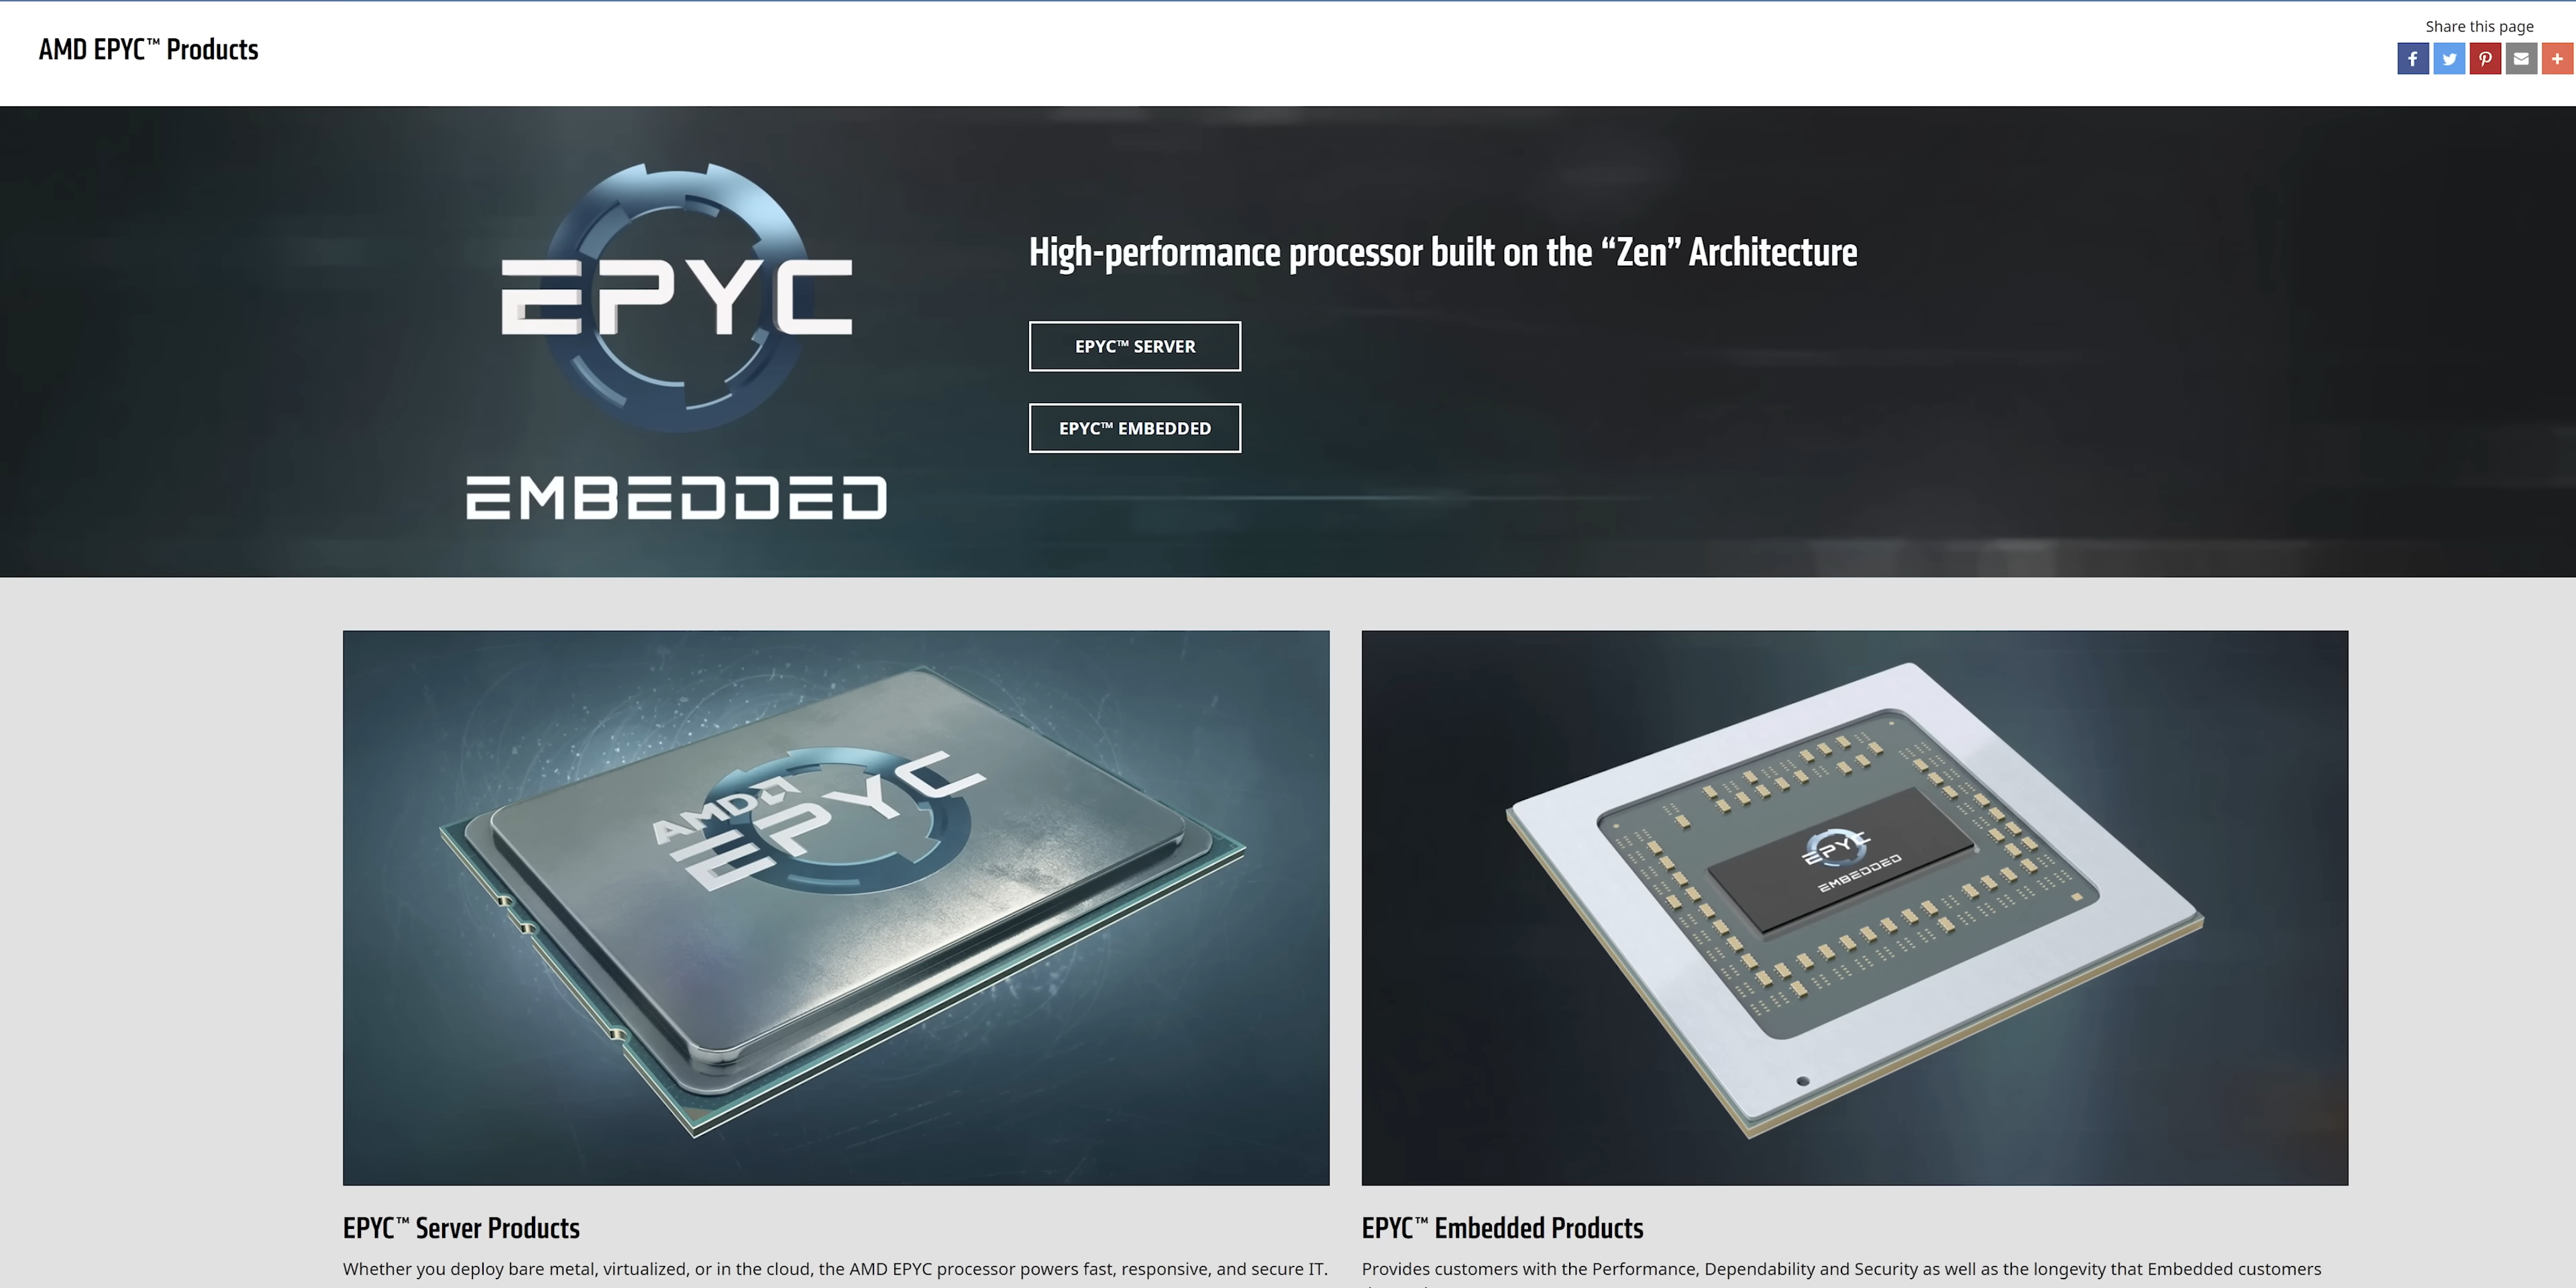 AMD EPYC™ Products
Share this page
EPYC
EMBEDDED
High-performance processor built on the “Zen” Architecture
EPYC™ SERVER
EPYC™ EMBEDDED
AMD
EPYC
EPYC
EMBEDDED
EPYC™ Server Products
Whether you deploy bare metal, virtualized, or in the cloud, the AMD EPYC processor powers fast, responsive, and secure IT.
EPYC™ Embedded Products
Provides customers with the Performance, Dependability and Security as well as the longevity that Embedded customers